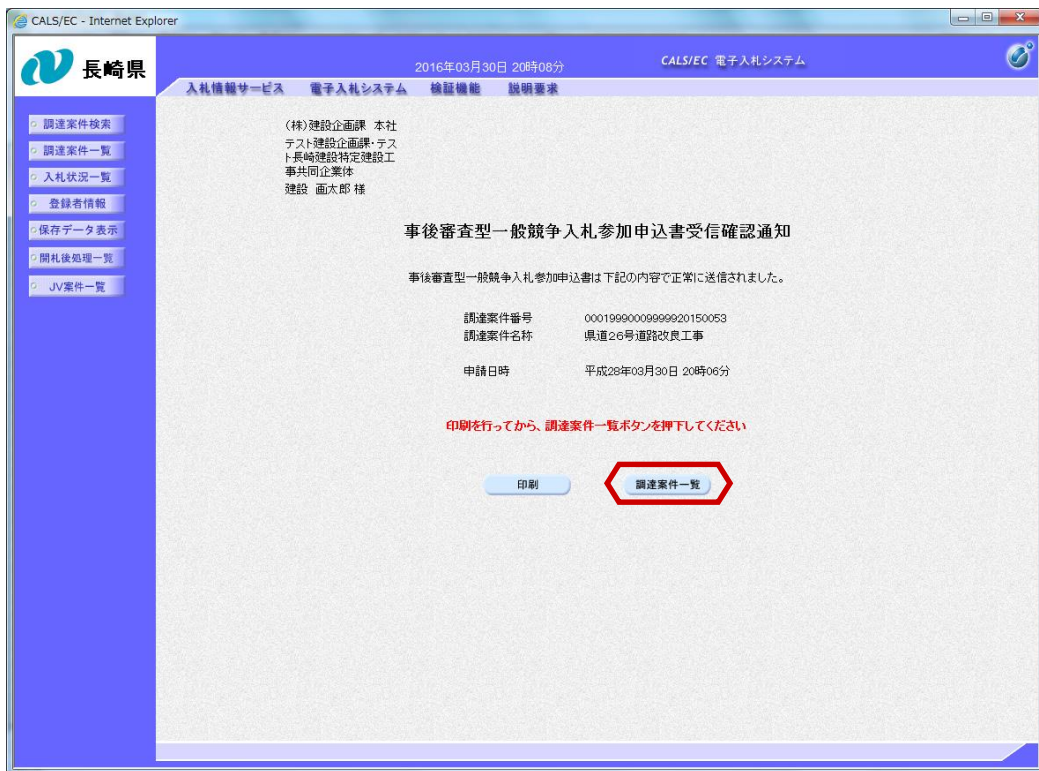 CALS/EC - Internet Explorer
長崎県
2016年03月30日 20時08分
CALS/EC 電子入札システム
入札情報サービス 電子入札システム 検証機能 説明要求
調達案件検索
調達案件一覧
入札状況一覧
登録者情報
保存データ表示
開札後処理一覧
JV案件一覧
(株)建設企画課 本社
テスト建設企画課・テス
ト長崎建設特定建設工
事共同企業体
建設 画太郎 様
事後審査型一般競争入札参加申込書受信確認通知
事後審査型一般競争入札参加申込書は下記の内容で正常に送信されました。
調達案件番号 00019990009999920150053
調達案件名称 県道26号道路改良工事
申請日時 平成28年03月30日 20時06分
印刷を行ってから、調達案件一覧ボタンを押下してください
印刷 調達案件一覧